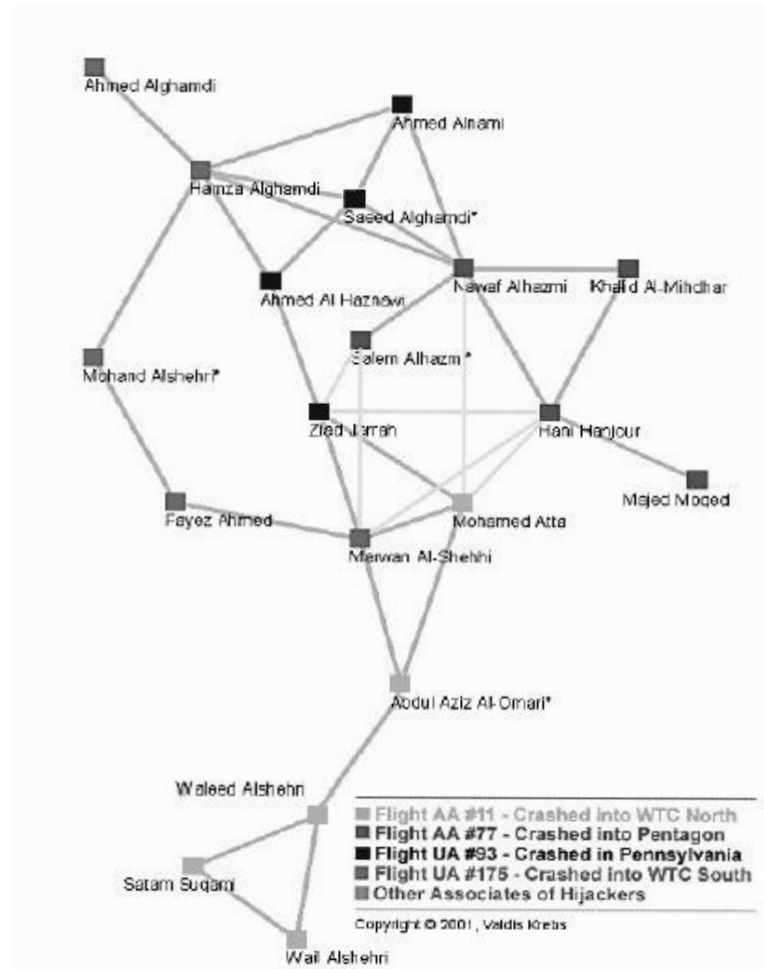 Ahmed Alghamdi
Ahmed Alnami
Hamza Alghamdi
Saeed Alghamdi*
Nawaf Alhazmi
Khalid Al-Mihdhar
Ahmed Al Haznawi
Salem Alhazmi*
Mohand Alshehri*
Ziad Jarrah
Hani Hanjour
Majed Moqed
Fayez Ahmed
Mohamed Atta
Marwan Al-Shehhi
Abdul Aziz Al-Omari*
Waleed Alshehri
Satam Suqami
Wail Alshehri
Flight AA #11 - Crashed into WTC North
Flight AA #77 - Crashed into Pentagon
Flight UA #93 - Crashed in Pennsylvania
Flight UA #175 - Crashed into WTC South
Other Associates of Hijackers
Copyright © 2001, Valdis Krebs